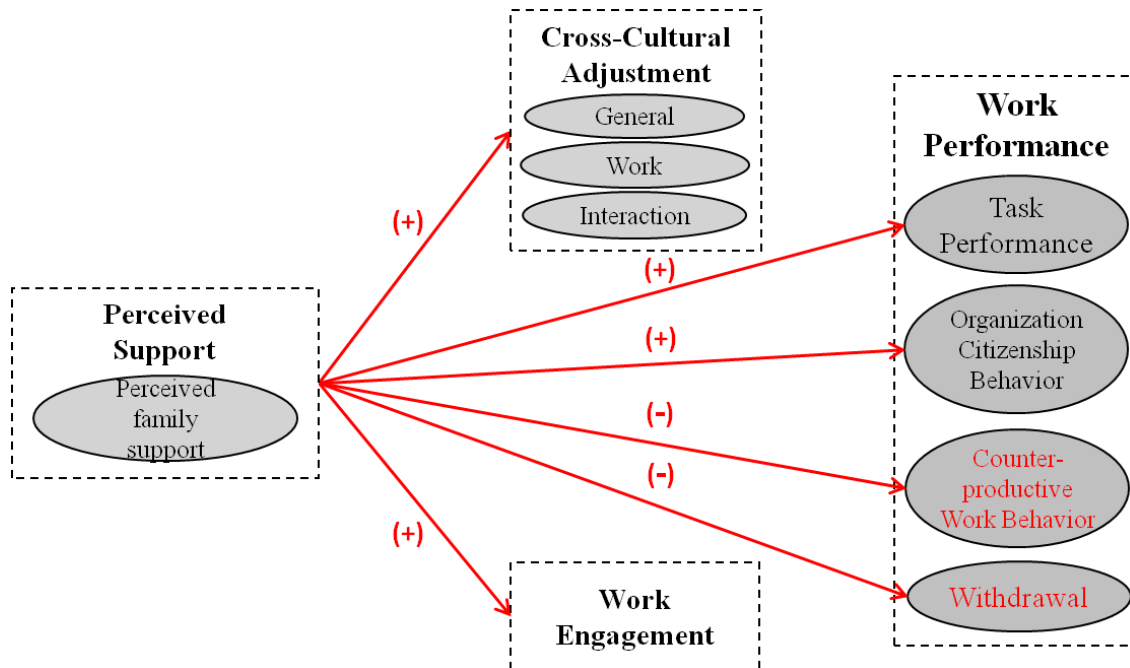 Cross-Cultural
Adjustment
General
Work
Interaction
Work
Performance
Task
Performance
Organization
Citizenship
Behavior
Counter-
productive
Work Behavior
Withdrawal
Perceived
Support
Perceived
family
support
(+)
(+)
(+)
(-)
(-)
(+)
Work
Engagement